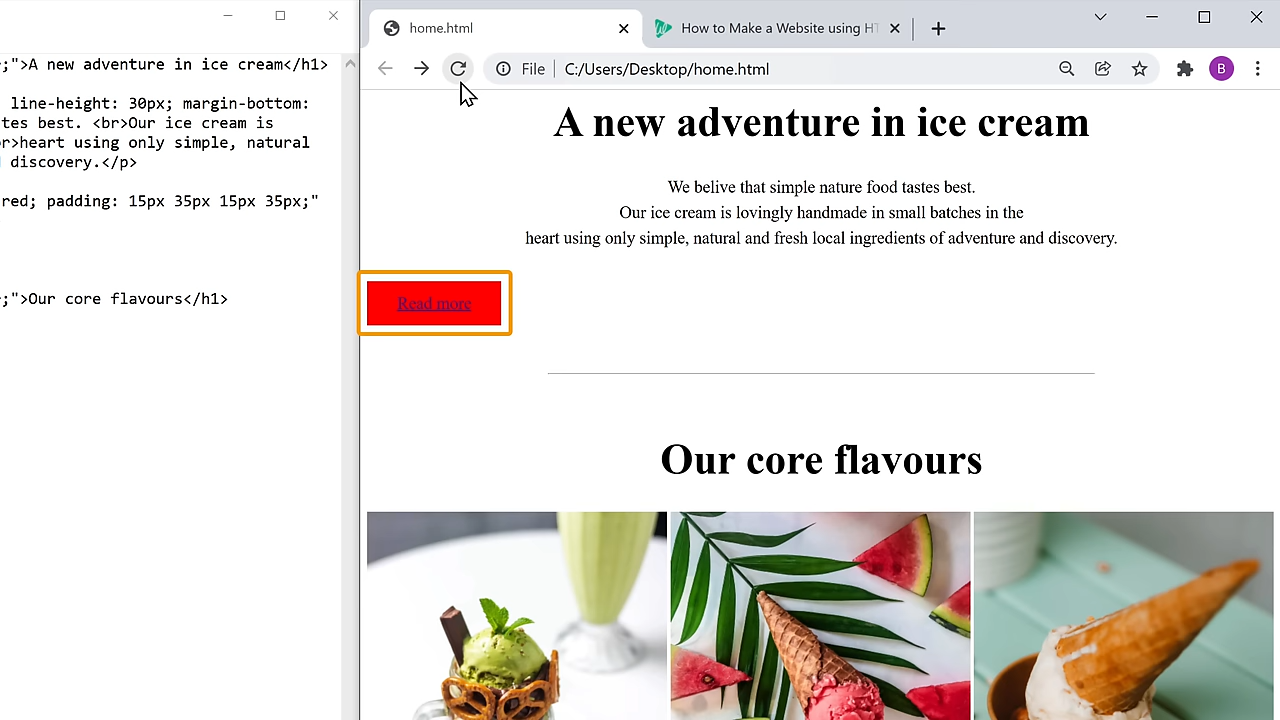 ;">A new adventure in ice cream</h1>
line-height: 30px; margin-bottom:
tes best. <br>Our ice cream is
r>heart using only simple, natural
discovery.</p>
red; padding: 15px 35px 15px 35px;"
;">Our core flavours</h1>
home.html
How to Make a Website using HT
File
C:/Users/Desktop/home.html
B
A new adventure in ice cream
We belive that simple nature food tastes best.
Our ice cream is lovingly handmade in small batches in the
heart using only simple, natural and fresh local ingredients of adventure and discovery.
Read more
Our core flavours